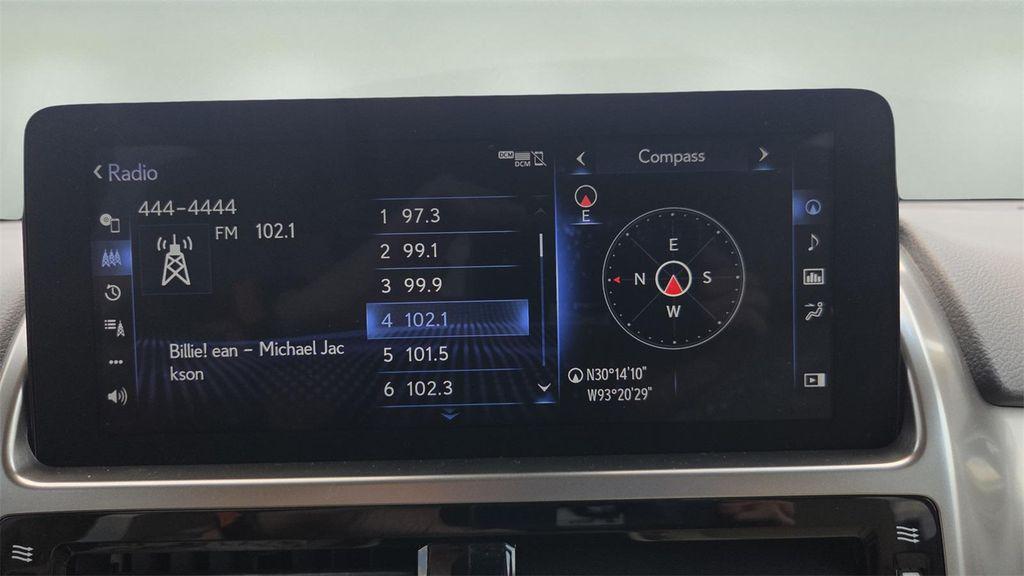 Radio
DCM
DCM
444-4444
FM 102.1
Billie! ean - Michael Jac
kson
1 97.3
2 99.1
3 99.9
4 102.1
5 101.5
6 102.3
Compass
E
E
N S
W
N30°14'10"
W93°20'29"